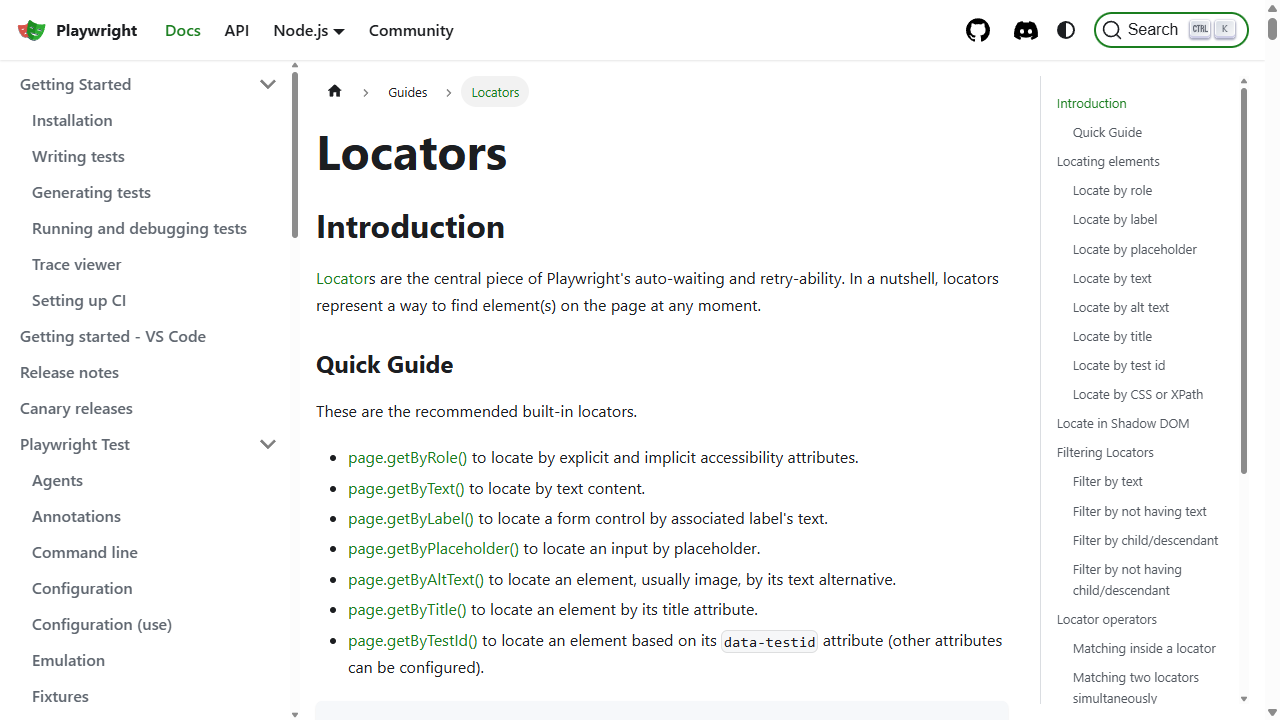 Playwright
Docs
API
Node.js
Community
Search
CTRL
K
Getting Started
Installation
Writing tests
Generating tests
Running and debugging tests
Trace viewer
Setting up CI
Getting started - VS Code
Release notes
Canary releases
Playwright Test
Agents
Annotations
Command line
Configuration
Configuration (use)
Emulation
Fixtures
Guides
Locators
Locators
Introduction
Locators are the central piece of Playwright's auto-waiting and retry-ability. In a nutshell, locators
represent a way to find element(s) on the page at any moment.
Quick Guide
These are the recommended built-in locators.
page.getByRole() to locate by explicit and implicit accessibility attributes.
page.getByText() to locate by text content.
page.getByLabel() to locate a form control by associated label's text.
page.getByPlaceholder() to locate an input by placeholder.
page.getByAltText() to locate an element, usually image, by its text alternative.
page.getByTitle() to locate an element by its title attribute.
page.getByTestId() to locate an element based on its data-testid attribute (other attributes
can be configured).
Introduction
Quick Guide
Locating elements
Locate by role
Locate by label
Locate by placeholder
Locate by text
Locate by alt text
Locate by title
Locate by test id
Locate by CSS or XPath
Locate in Shadow DOM
Filtering Locators
Filter by text
Filter by not having text
Filter by child/descendant
Filter by not having
child/descendant
Locator operators
Matching inside a locator
Matching two locators
simultaneously